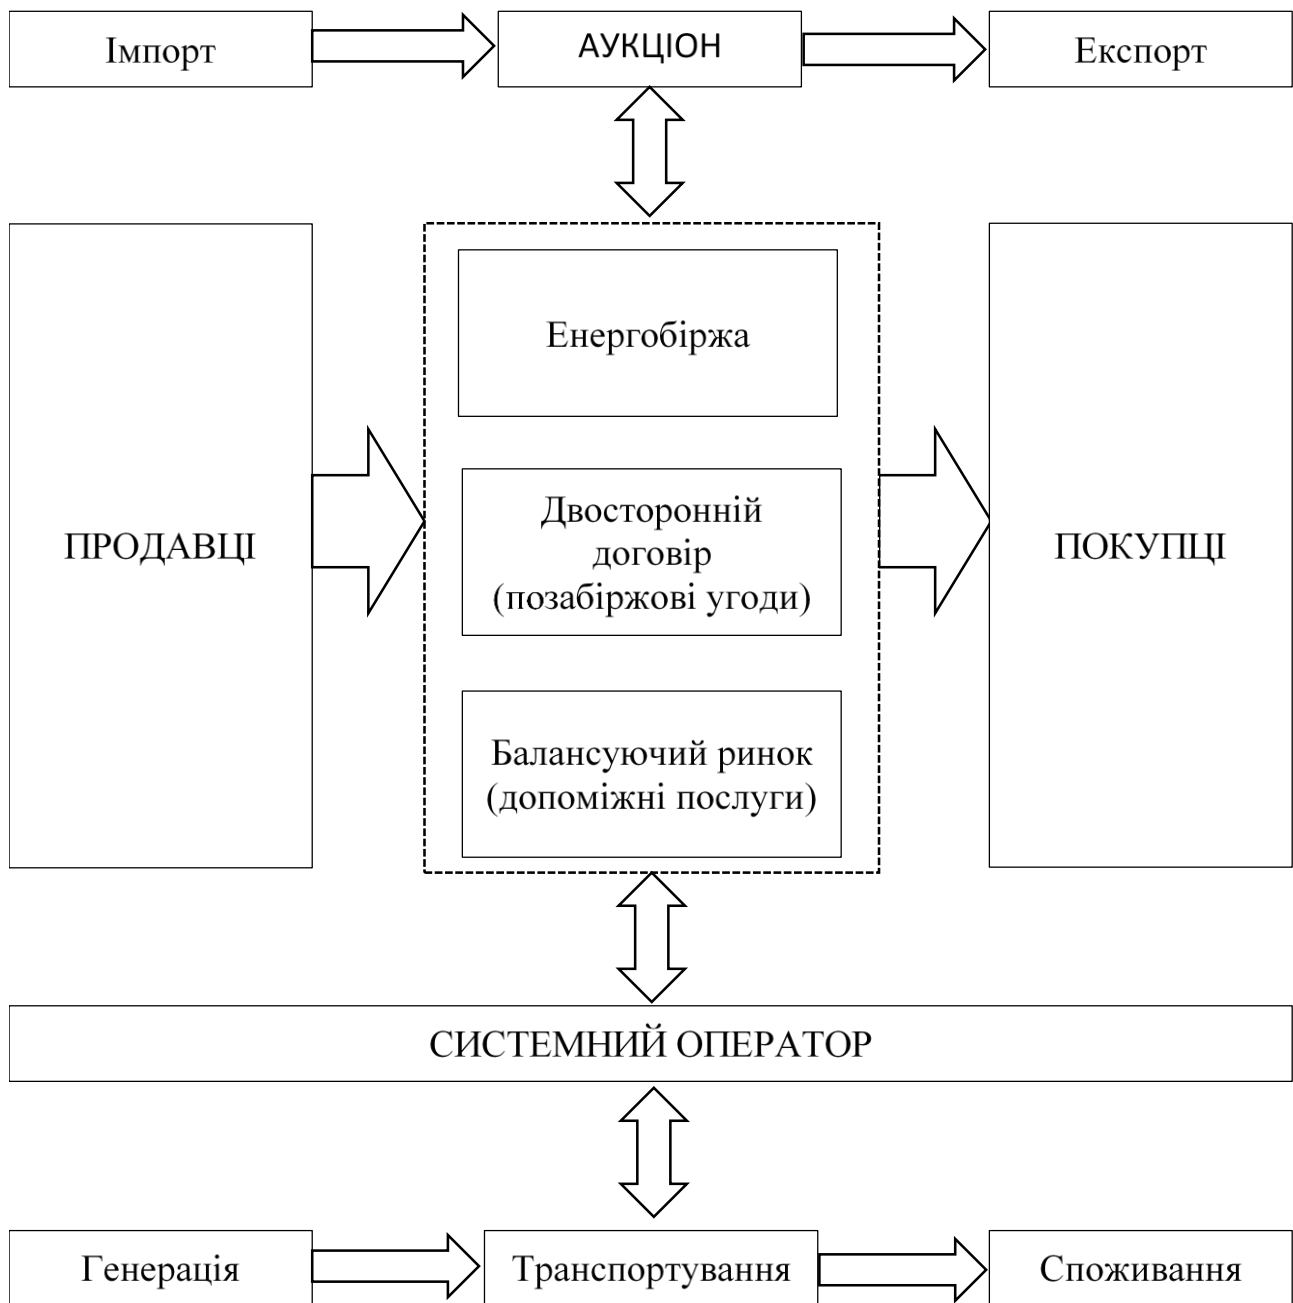 Імпорт
АУКЦІОН
Експорт
Енергобіржа
ПРОДАВЦІ
Двосторонній
договір
(позабіржові угоди)
ПОКУПЦІ
Балансуючий ринок
(допоміжні послуги)
СИСТЕМНИЙ ОПЕРАТОР
Генерація
Транспортування
Споживання